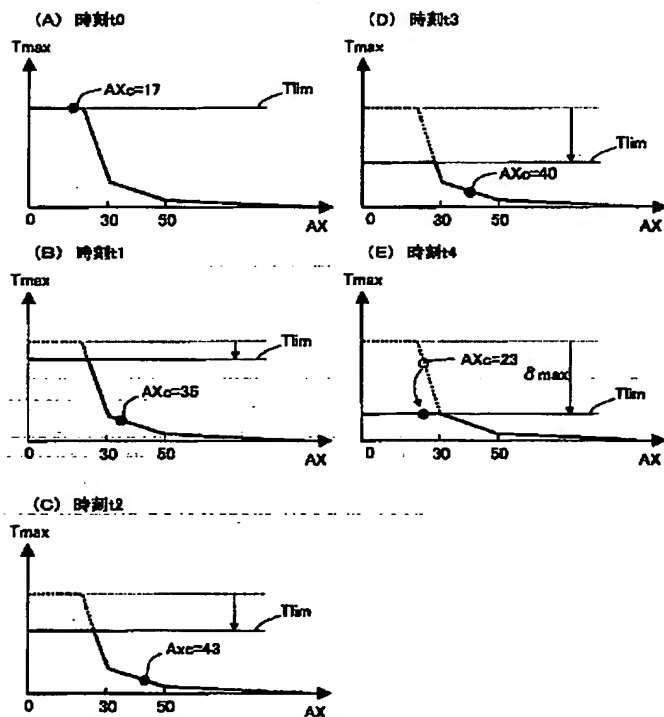 (A) 時刻t0
Tmax
AXc=17
Tlim
0
30
50
AX
(B) 時刻t1
Tmax
Tlim
AXc=35
0
30
50
AX
(C) 時刻t2
Tmax
Tlim
Axc=43
0
30
50
AX
(D) 時刻t3
Tmax
Tlim
AXc=40
0
30
50
AX
(E) 時刻t4
Tmax
AXc=23
δmax
Tlim
0
30
50
AX